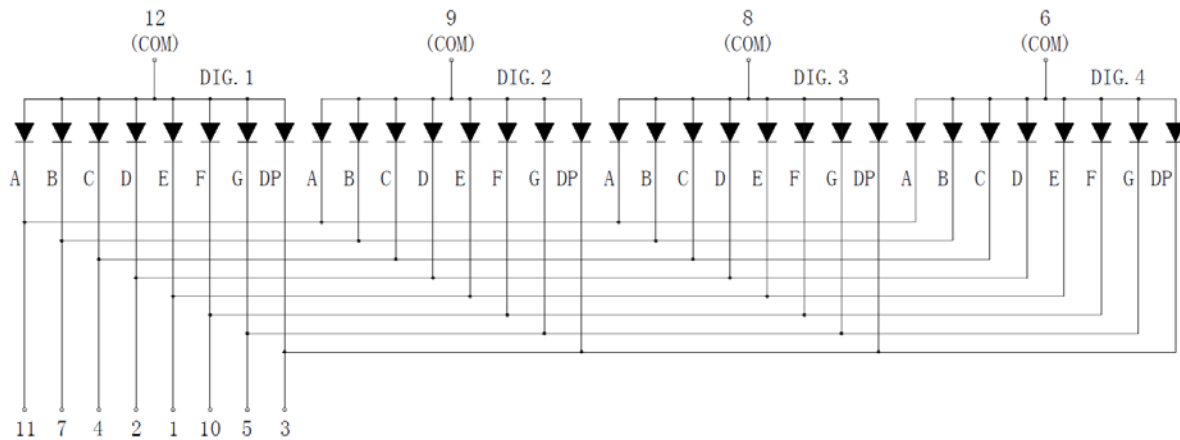 12 9 8 6
(COM) (COM) (COM) (COM)
DIG.1 DIG.2 DIG.3 DIG.4
A B C D E F G DP A B C D E F G DP A B C D E F G DP A B C D E F G DP
11 7 4 2 1 10 5 3